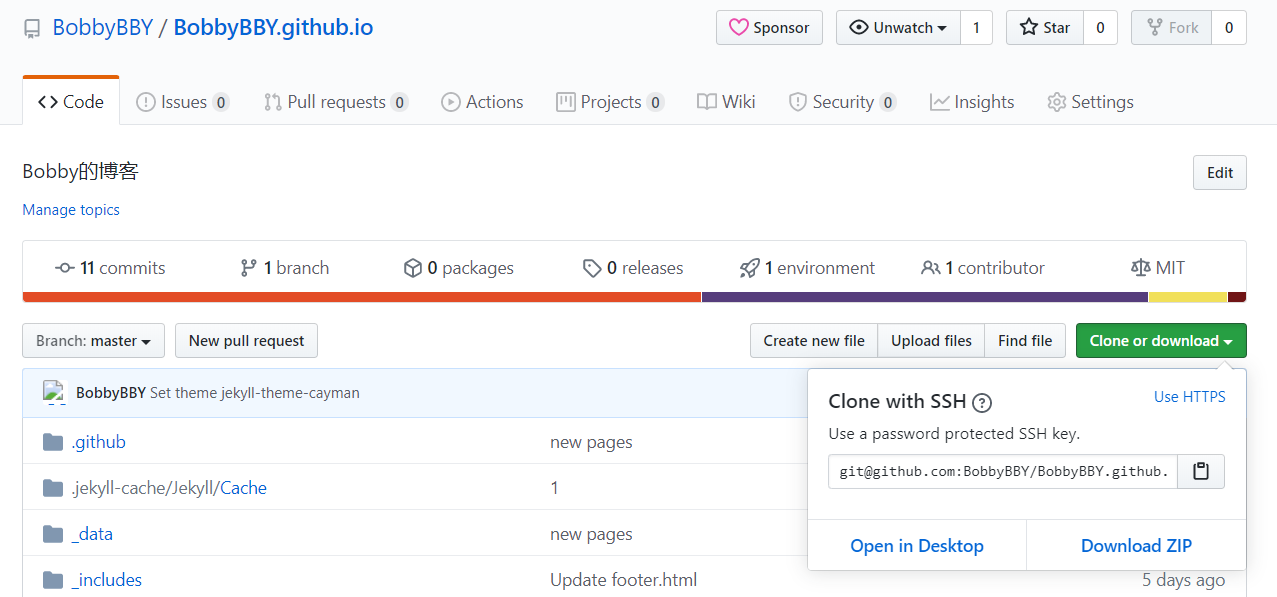 BobbyBBY / BobbyBBY.github.io
Sponsor
Unwatch 1
Star 0
Fork 0
Code
Issues 0
Pull requests 0
Actions
Projects 0
Wiki
Security 0
Insights
Settings
Bobby的博客
Edit
Manage topics
11 commits
1 branch
0 packages
0 releases
1 environment
1 contributor
MIT
Branch: master
New pull request
Create new file
Upload files
Find file
Clone or download
BobbyBBY Set theme jekyll-theme-cayman
Clone with SSH ?
Use HTTPS
Use a password protected SSH key.
git@github.com:BobbyBBY/BobbyBBY.github.
Open in Desktop
Download ZIP
.github new pages
.jekyll-cache/Jekyll/Cache 1
_data new pages
_includes Update footer.html 5 days ago